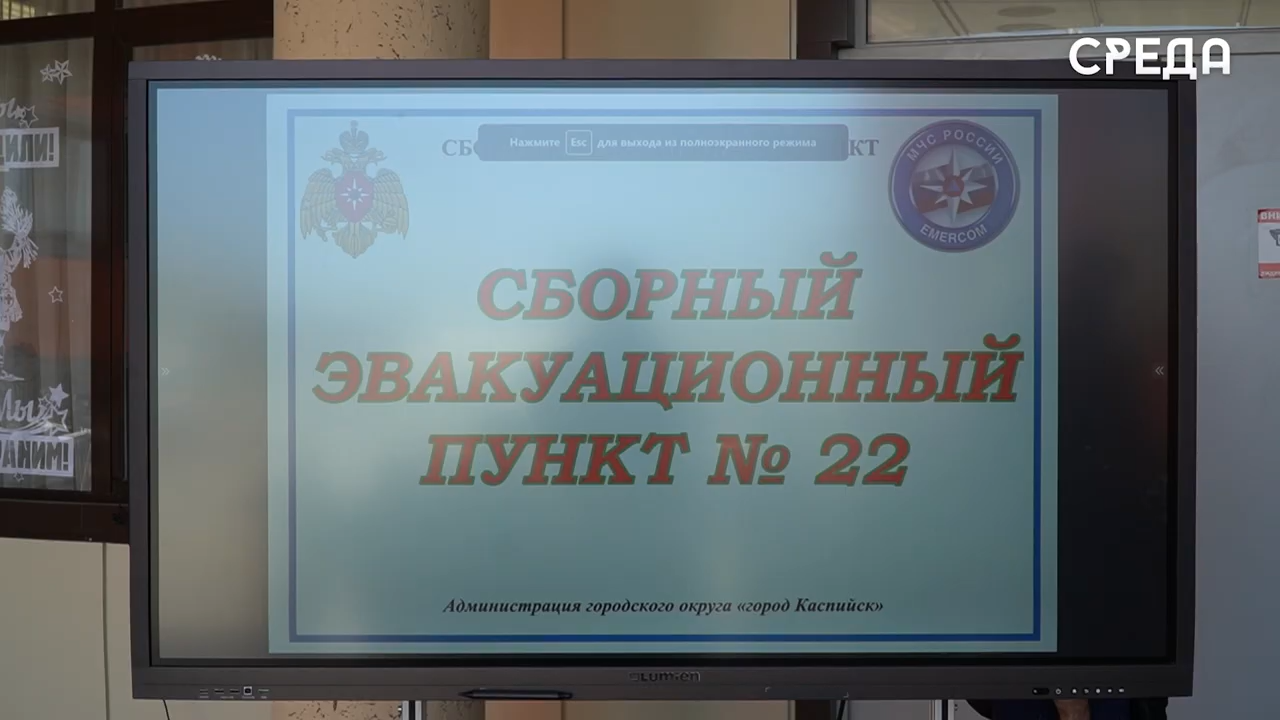 СРЕДА
Нажмите Esc для выхода из полноэкранного режима
МЧС РОССИИ
EMERCOM
СБОРНЫЙ
ЭВАКУАЦИОННЫЙ
ПУНКТ № 22
Администрация городского округа «город Каспийск»
Lumien